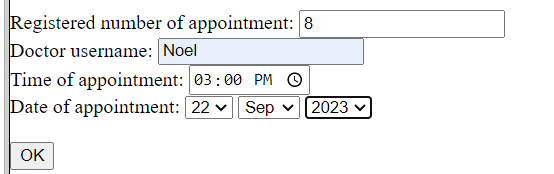 Registered number of appointment: 8
Doctor username: Noel
Time of appointment: 03:00 PM
Date of appointment: 22 Sep 2023
OK